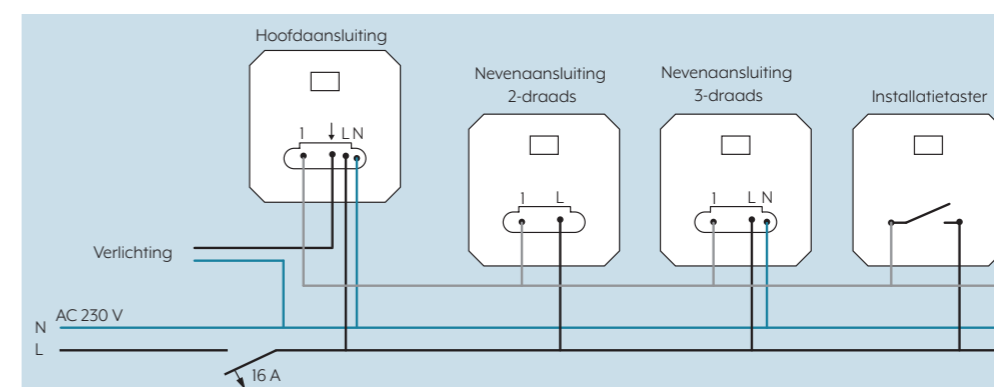 Hoofdaansluiting
Nevenaansluiting
2-draads
Nevenaansluiting
3-draads
Installatietaster
1 ↓ L N
1 L
1 L N
Verlichting
AC 230 V
N
L
16 A